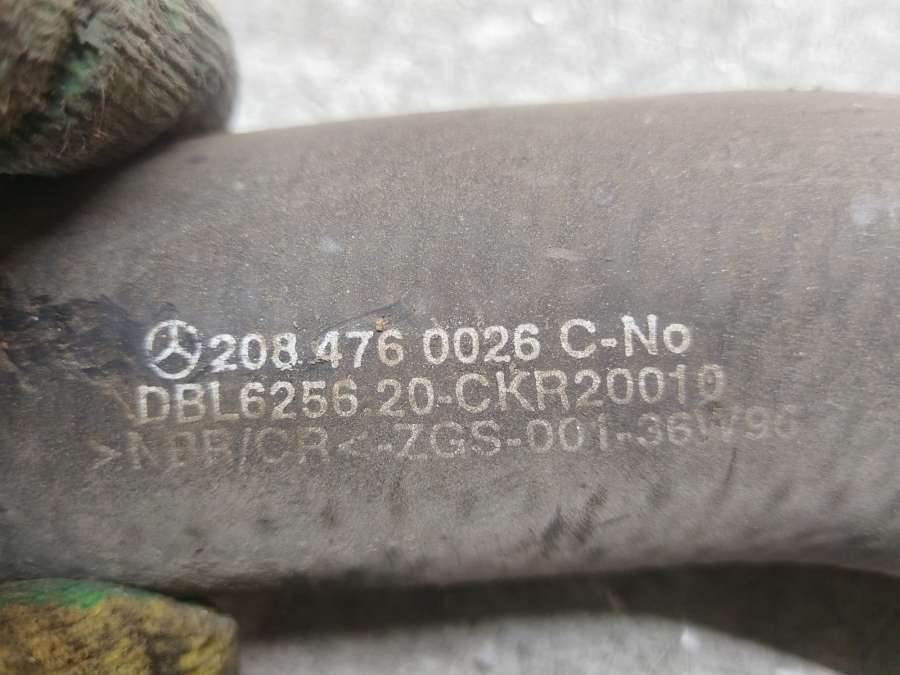 208 476 0026 C-No
DBL6256.20-CKR20010
>NBR/CR<-ZGS-001-36W96